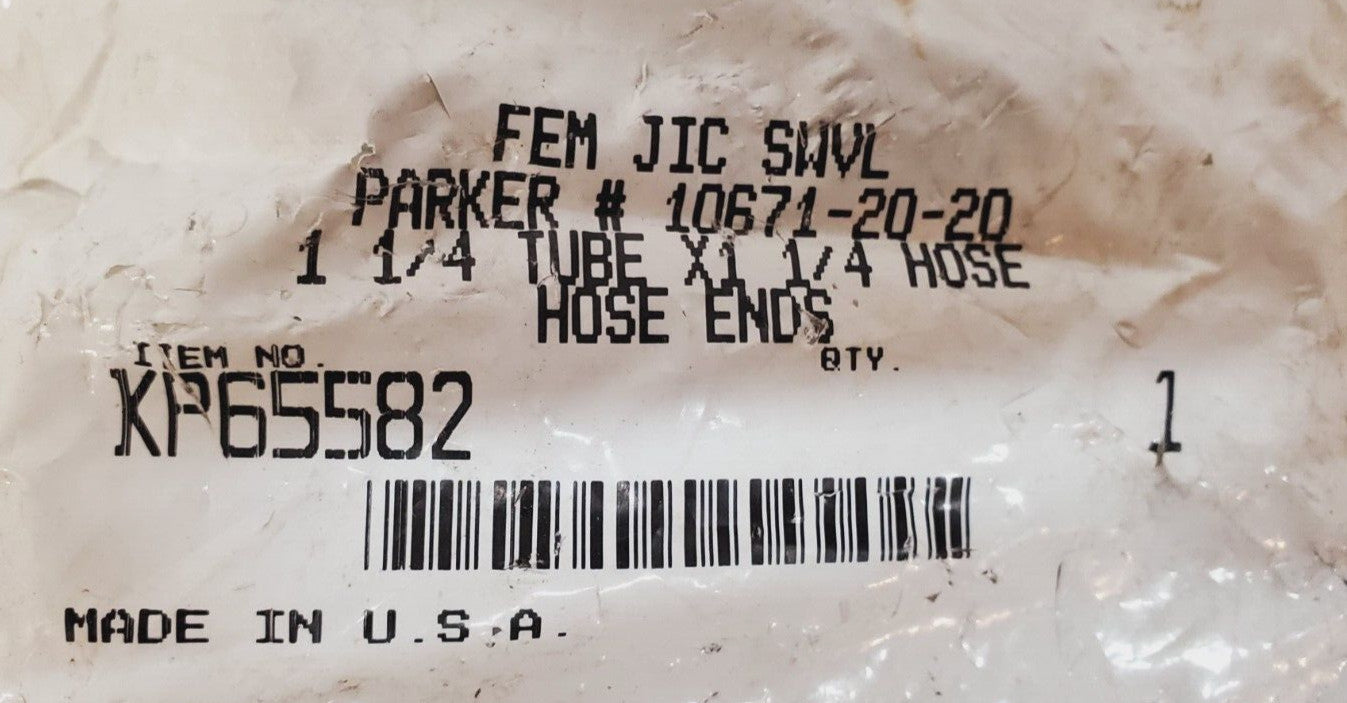 FEM JIC SWVL
PARKER # 10671-20-20
1 1/4 TUBE X1 1/4 HOSE
HOSE ENDS
ITEM NO. QTY.
KP65582 1
MADE IN U.S.A.